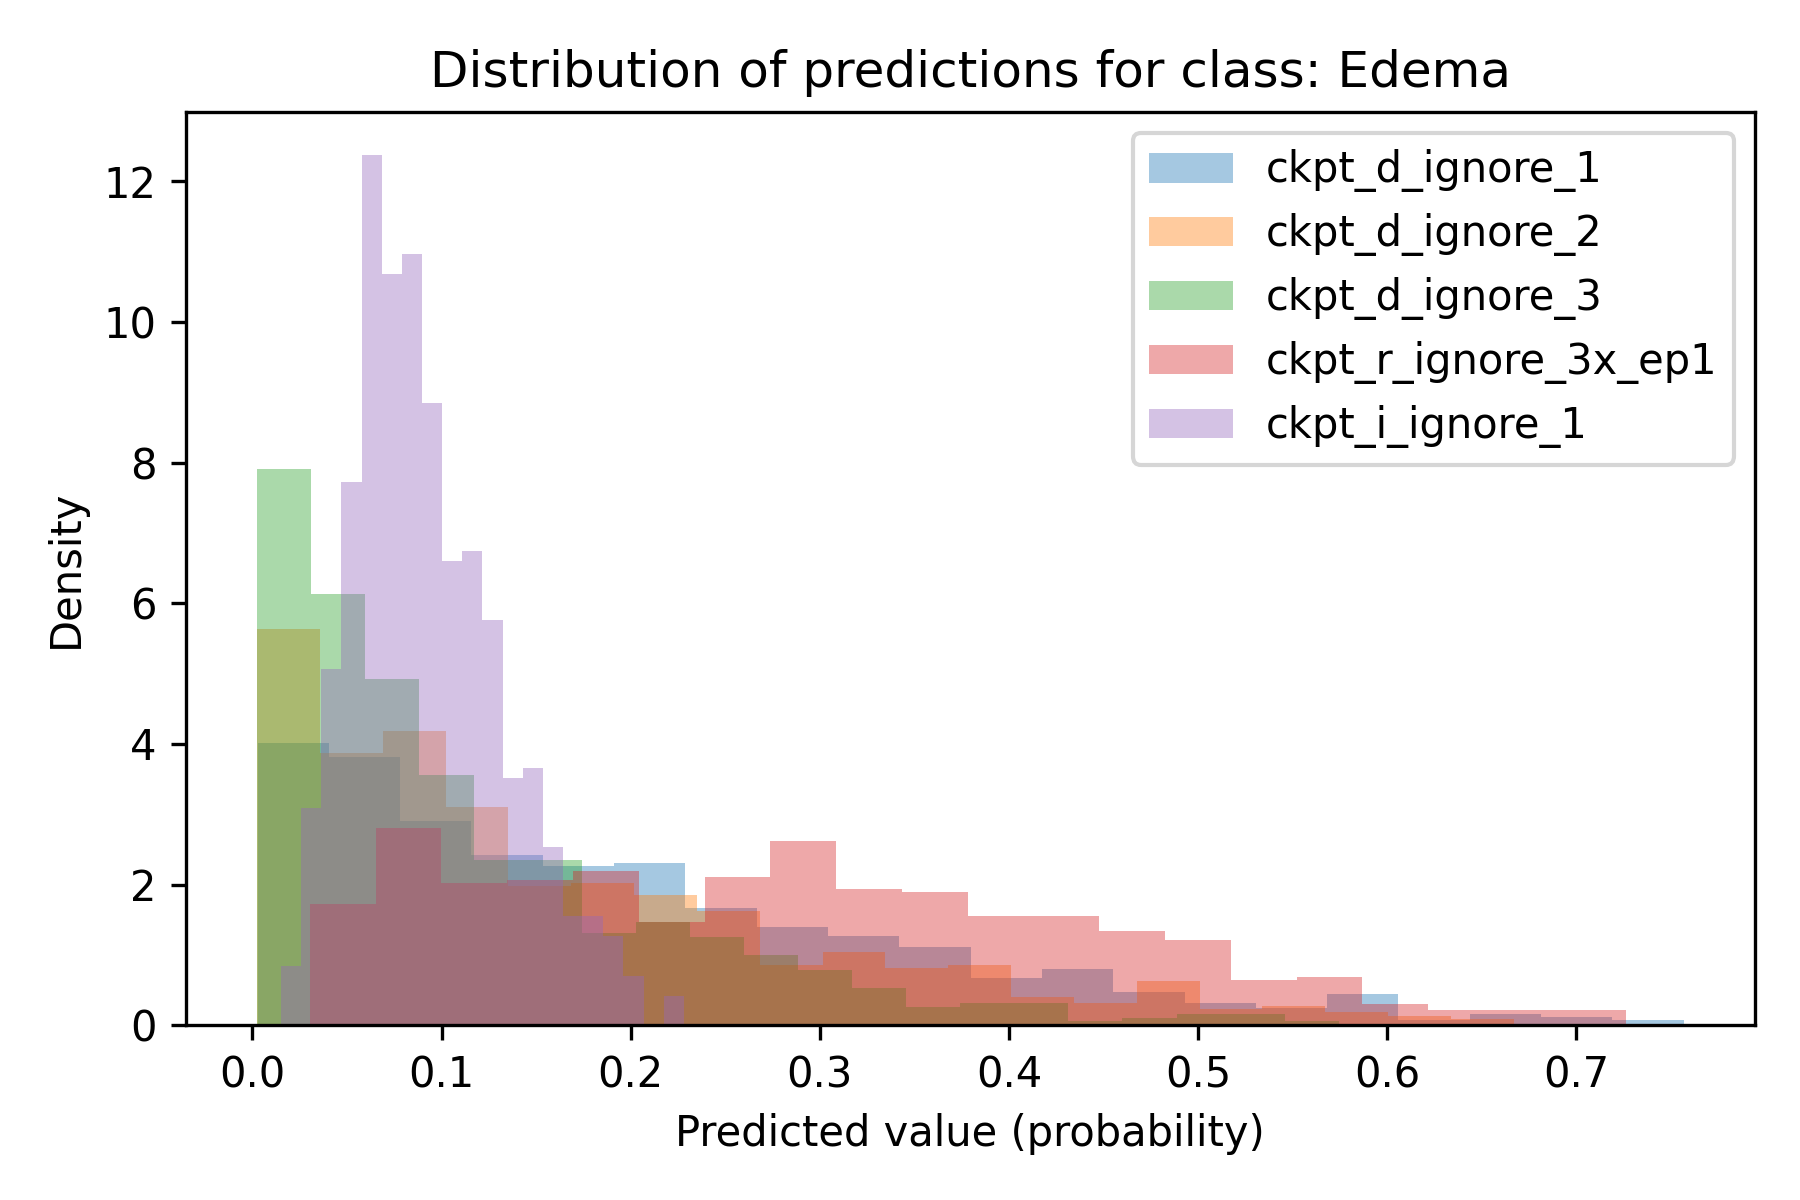 Distribution of predictions for class: Edema
ckpt_d_ignore_1
ckpt_d_ignore_2
ckpt_d_ignore_3
ckpt_r_ignore_3x_ep1
ckpt_i_ignore_1
Density
12
10
8
6
4
2
0
0.0 0.1 0.2 0.3 0.4 0.5 0.6 0.7
Predicted value (probability)